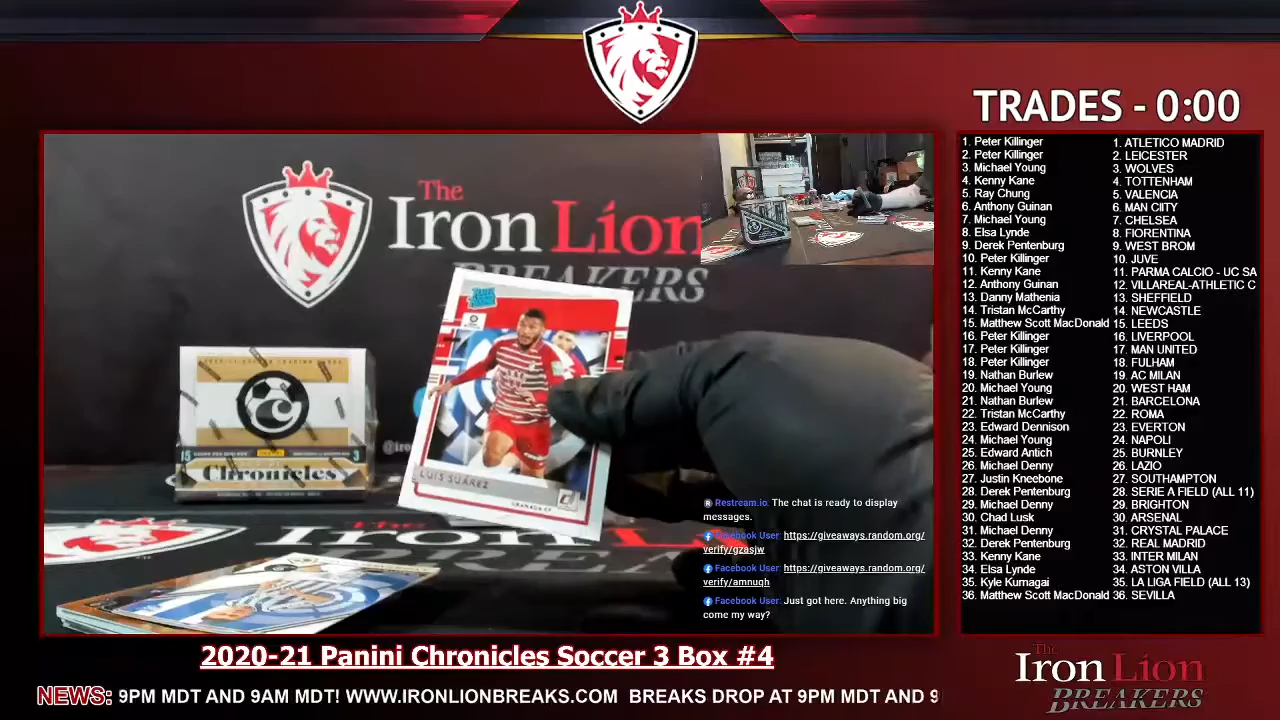 TRADES - 0:00
1. Peter Killinger 1. ATLETICO MADRID
2. Peter Killinger 2. LEICESTER
3. Michael Young 3. WOLVES
4. Kenny Kane 4. TOTTENHAM
5. Ray Chung 5. VALENCIA
6. Anthony Guinan 6. MAN CIITY
7. Michael Young 7. CHELSEA
8. Elsa Lynde 8. FIORENTINA
9. Derek Pentenburg 9. WEST BROM
10. Peter Killinger 10. JUVE
11. Kenny Kane 11. PARMA CALCIO - UC SA
12. Anthony Guinan 12. VILLAREAL-ATHLETIC C
13. Danny Mathenia 13. SHEFFIELD
14. Tristan McCarthy 14. NEWCASTLE
15. Matthew Scott MacDonald 15. LEEDS
16. Peter Killinger 16. LIVERPOOL
17. Peter Killinger 17. MAN UNITED
18. Peter Killinger 18. FULHAM
19. Nathan Burlew 19. AC MILAN
20. Michael Young 20. WEST HAM
21. Nathan Burlew 21. BARCELONA
22. Tristan McCarthy 22. ROMA
23. Edward Dennison 23. EVERTON
24. Michael Young 24. NAPOLI
25. Edward Antich 25. BURNLEY
26. Michael Denny 26. LAZIO
27. Justin Kneebone 27. SOUTHAMPTON
28. Derek Pentenburg 28. SERIE A FIELD (ALL 11)
29. Michael Denny 29. BRIGHTON
30. Chad Lusk 30. ARSENAL
31. Michael Denny 31. CRYSTAL PALACE
32. Derek Pentenburg 32. REAL MADRID
33. Kenny Kane 33. INTER MILAN
34. Elsa Lynde 34. ASTON VILLA
35. Kyle Kumagai 35. LA LIGA FIELD (ALL 13)
36. Matthew Scott MacDonald 36. SEVILLA
The
Iron Lion
BREAKERS
LUIS SUÁREZ
GRANADA CF
15
3
Chronicles
@iro
The
Iron Lion
BREAKE
Restream.io: The chat is ready to display
messages.
Facebook User: https://giveaways.random.org/
verify/gzasjw
Facebook User: https://giveaways.random.org/
verify/amnuqh
Facebook User: Just got here. Anything big
come my way?
2020-21 Panini Chronicles Soccer 3 Box #4
NEWS: 9PM MDT AND 9AM MDT! WWW.IRONLIONBREAKS.COM BREAKS DROP AT 9PM MDT AND 9
The
Iron Lion
BREAKERS